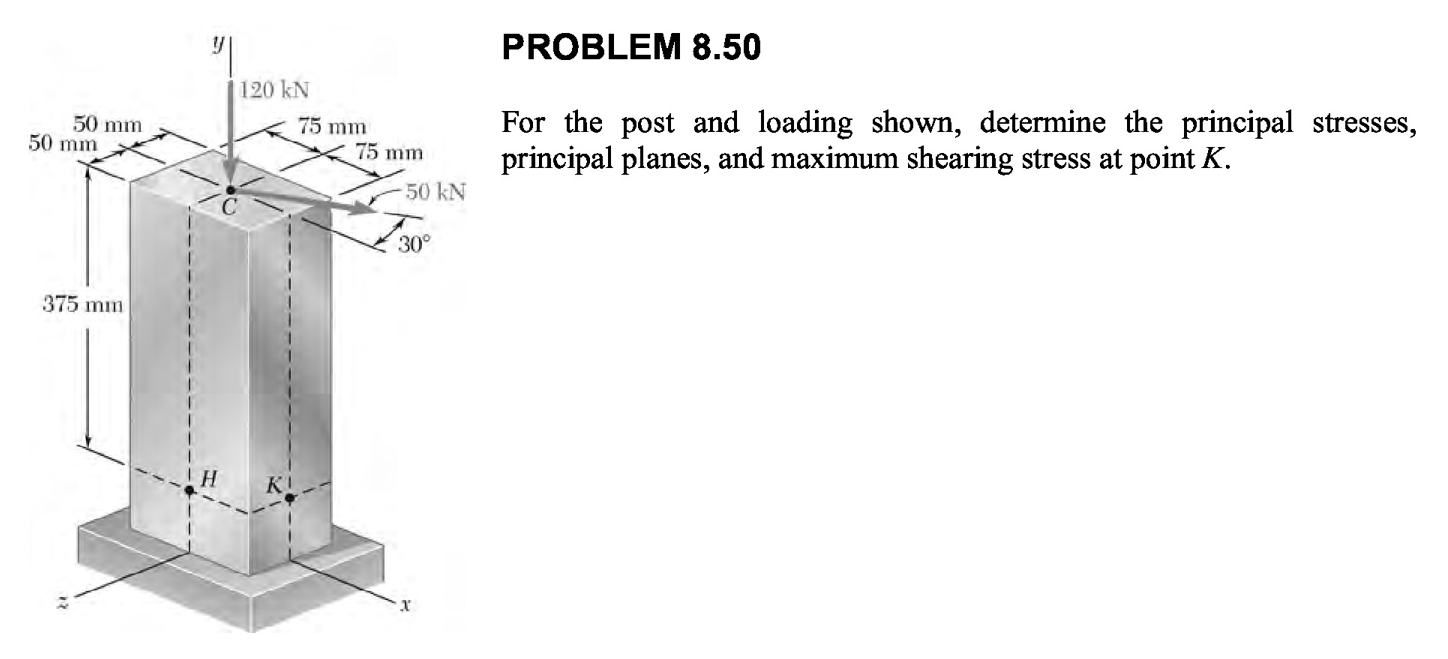 PROBLEM 8.50
For the post and loading shown, determine the principal stresses,
principal planes, and maximum shearing stress at point K.
y
120 kN
50 mm
75 mm
50 mm
75 mm
50 kN
C
30°
375 mm
H
K
z
x